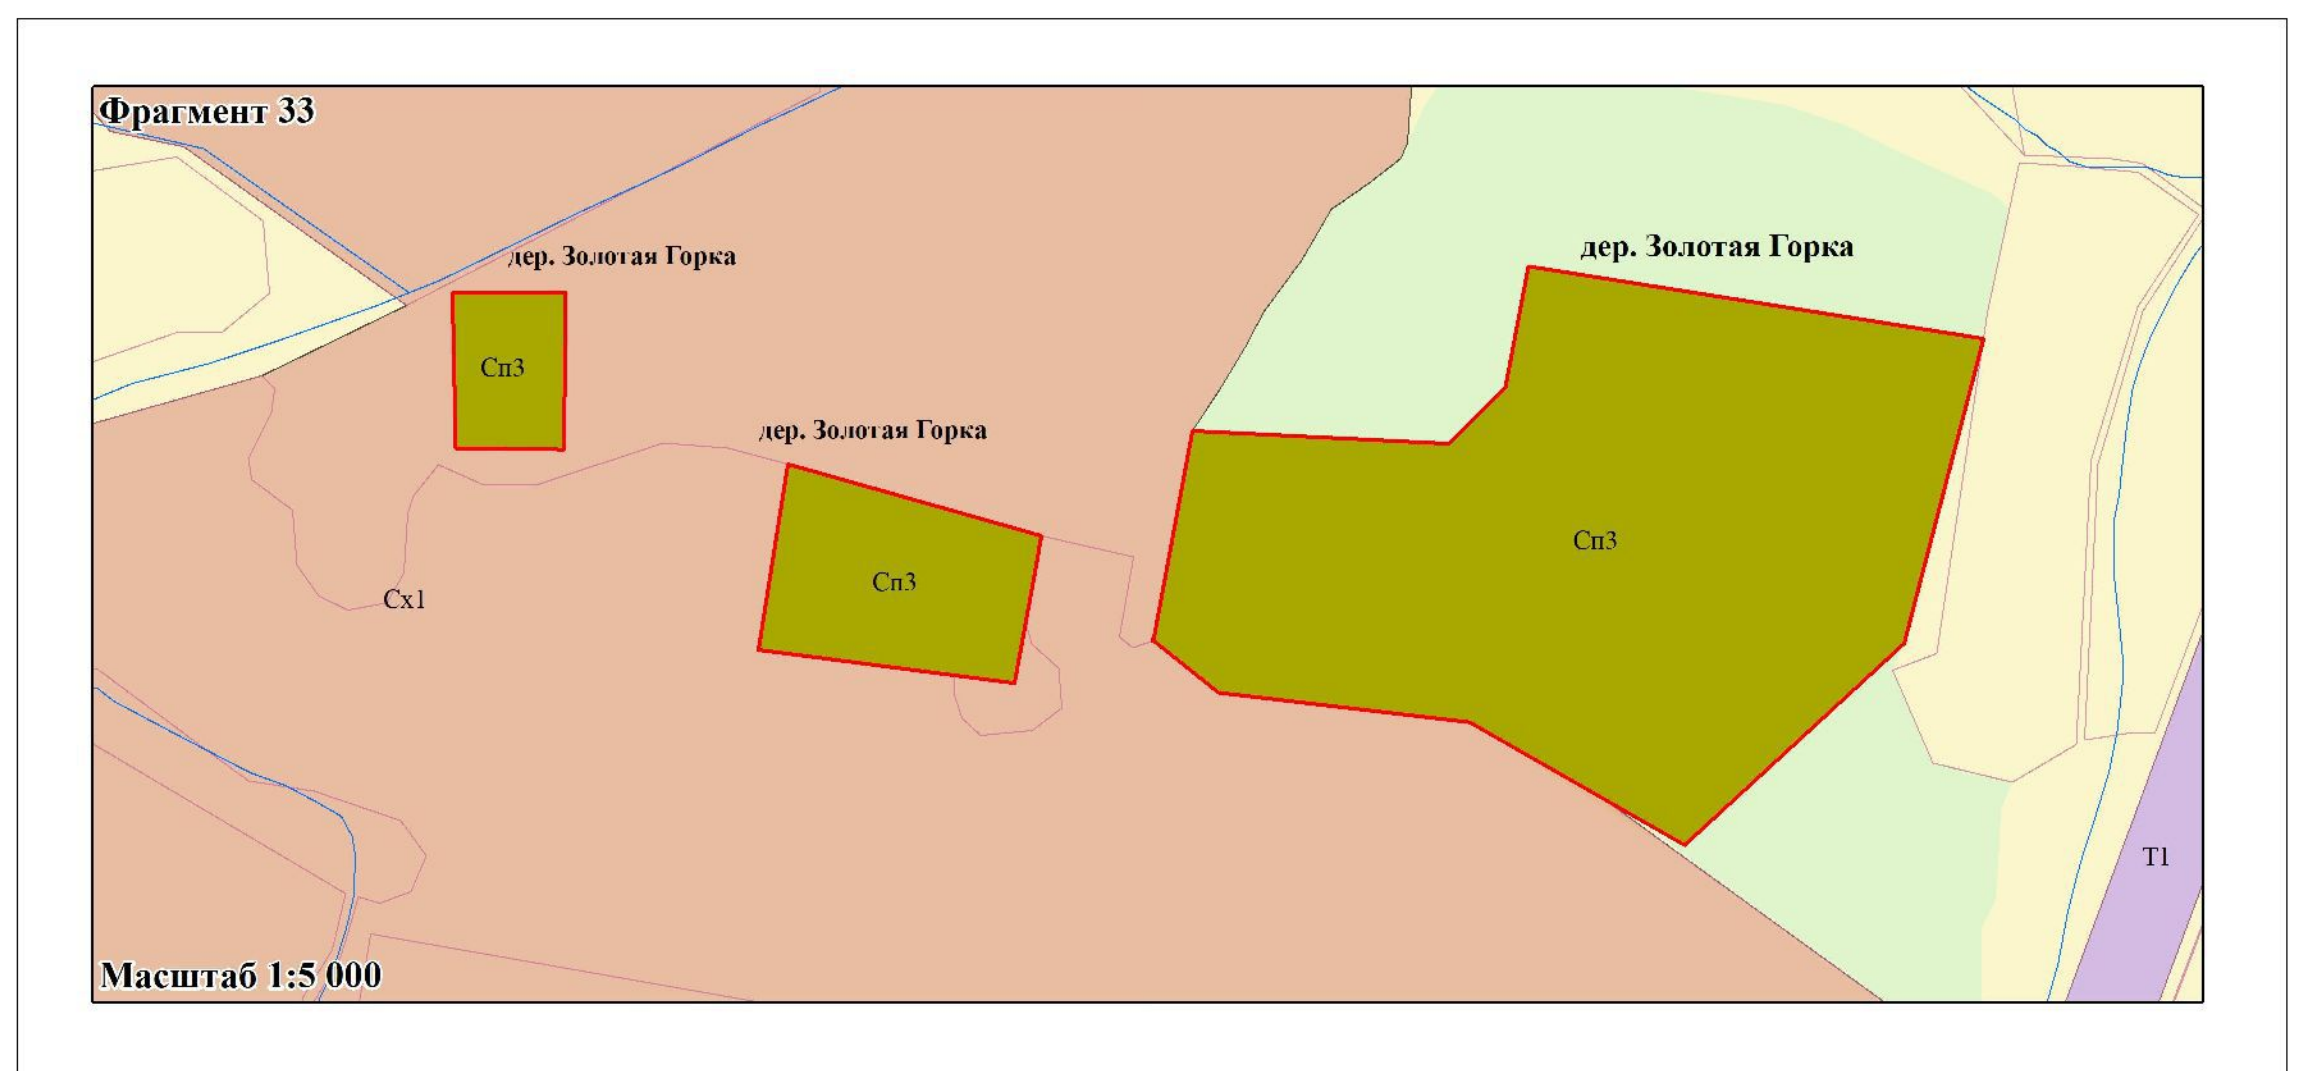 Фрагмент 33
дер. Золотая Горка
дер. Золотая Горка
Сп3
дер. Золотая Горка
Сп3
Сп3
Сх1
Т1
Масштаб 1:5 000